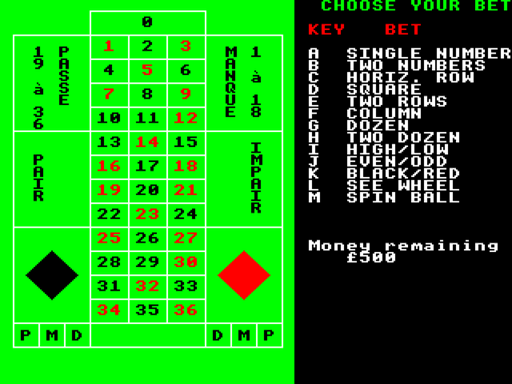 0
1 2 3
4 5 6
7 8 9
10 11 12
13 14 15
16 17 18
19 20 21
22 23 24
25 26 27
28 29 30
31 32 33
34 35 36
19 à 36
PASSE
MANQUE
1 à 18
PAIR
IMPAIR
P M D
D M P
CHOOSE YOUR BET
KEY BET
A SINGLE NUMBER
B TWO NUMBERS
C HORIZ. ROW
D SQUARE
E TWO ROWS
F COLUMN
G DOZEN
H TWO DOZEN
I HIGH/LOW
J EVEN/ODD
K BLACK/RED
L SEE WHEEL
M SPIN BALL
Money remaining
£500